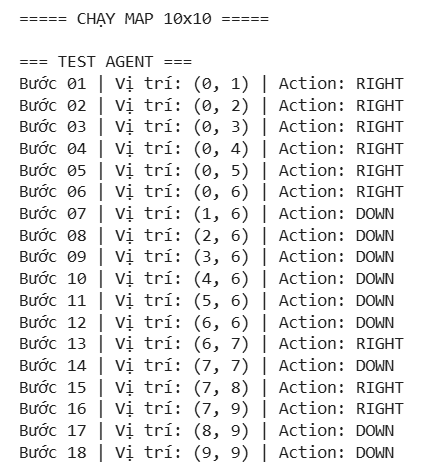 ===== CHẠY MAP 10x10 =====
=== TEST AGENT ===
Bước 01 | Vị trí: (0, 1) | Action: RIGHT
Bước 02 | Vị trí: (0, 2) | Action: RIGHT
Bước 03 | Vị trí: (0, 3) | Action: RIGHT
Bước 04 | Vị trí: (0, 4) | Action: RIGHT
Bước 05 | Vị trí: (0, 5) | Action: RIGHT
Bước 06 | Vị trí: (0, 6) | Action: RIGHT
Bước 07 | Vị trí: (1, 6) | Action: DOWN
Bước 08 | Vị trí: (2, 6) | Action: DOWN
Bước 09 | Vị trí: (3, 6) | Action: DOWN
Bước 10 | Vị trí: (4, 6) | Action: DOWN
Bước 11 | Vị trí: (5, 6) | Action: DOWN
Bước 12 | Vị trí: (6, 6) | Action: DOWN
Bước 13 | Vị trí: (6, 7) | Action: RIGHT
Bước 14 | Vị trí: (7, 7) | Action: DOWN
Bước 15 | Vị trí: (7, 8) | Action: RIGHT
Bước 16 | Vị trí: (7, 9) | Action: RIGHT
Bước 17 | Vị trí: (8, 9) | Action: DOWN
Bước 18 | Vị trí: (9, 9) | Action: DOWN